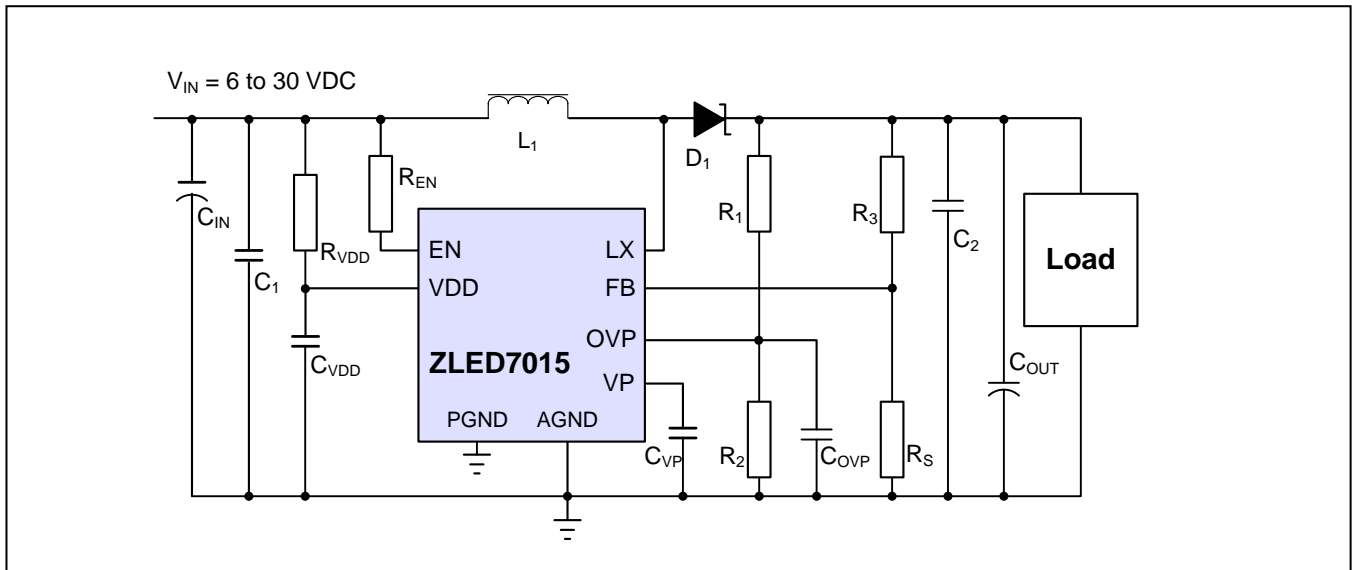 V_IN = 6 to 30 VDC
L_1
D_1
R_EN
C_IN
R_1
R_3
C_2
R_VDD
EN
LX
Load
C_1
VDD
FB
OVP
C_VDD
ZLED7015
C_OUT
VP
PGND
AGND
C_VP
R_2
C_OVP
R_S